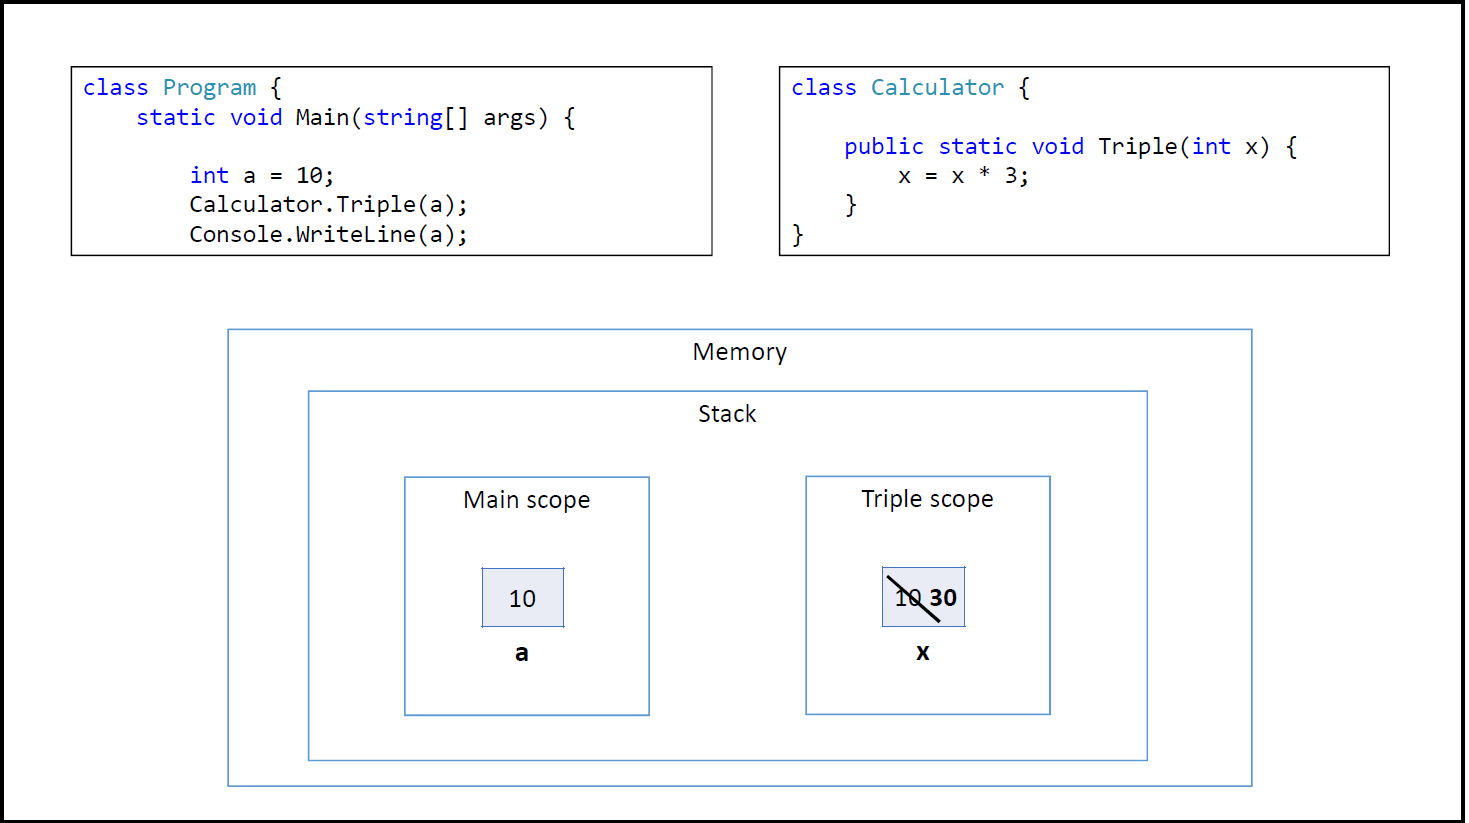 class Program {
static void Main(string[] args) {
int a = 10;
Calculator.Triple(a);
Console.WriteLine(a);
class Calculator {
public static void Triple(int x) {
x = x * 3;
}
}
Memory
Stack
Main scope
10
a
Triple scope
10 30
x